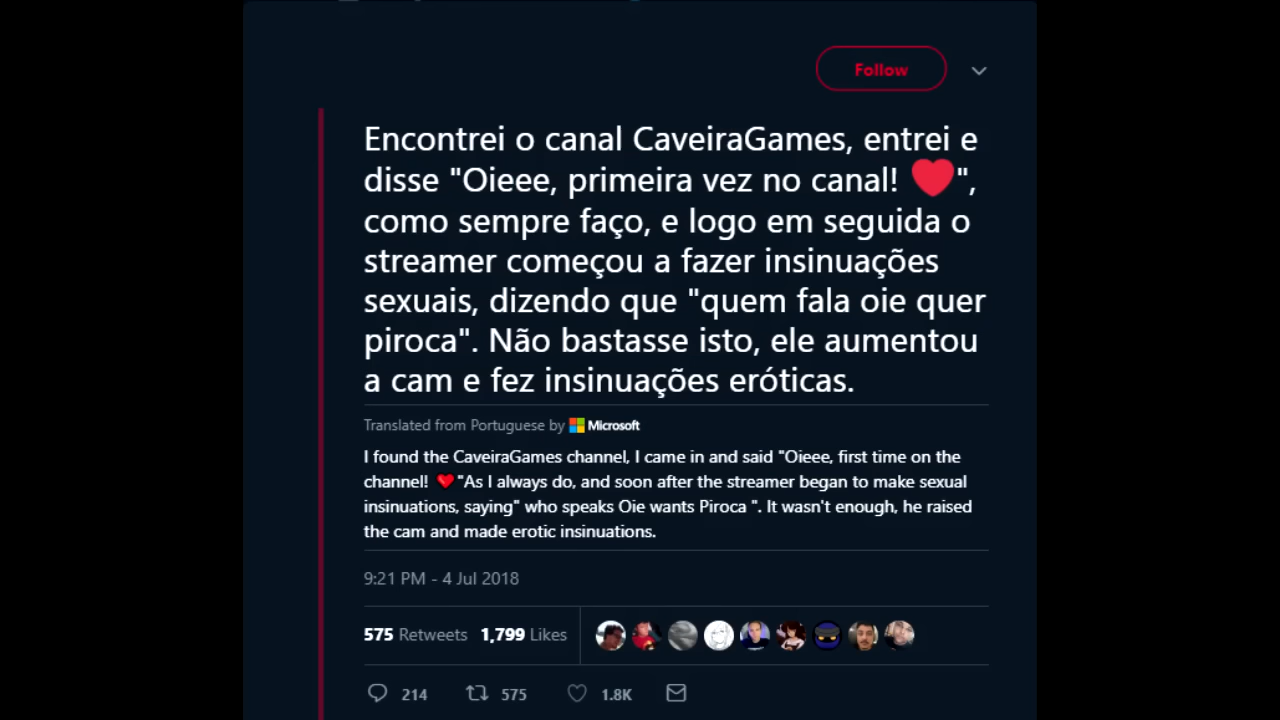 Follow
Encontrei o canal CaveiraGames, entrei e
disse "Oieee, primeira vez no canal! ❤",
como sempre faço, e logo em seguida o
streamer começou a fazer insinuações
sexuais, dizendo que "quem fala oie quer
piroca". Não bastasse isto, ele aumentou
a cam e fez insinuações eróticas.
Translated from Portuguese by Microsoft
I found the CaveiraGames channel, I came in and said "Oieee, first time on the
channel! ❤"As I always do, and soon after the streamer began to make sexual
insinuations, saying" who speaks Oie wants Piroca ". It wasn't enough, he raised
the cam and made erotic insinuations.
9:21 PM - 4 Jul 2018
575 Retweets 1,799 Likes
214 575 1.8K